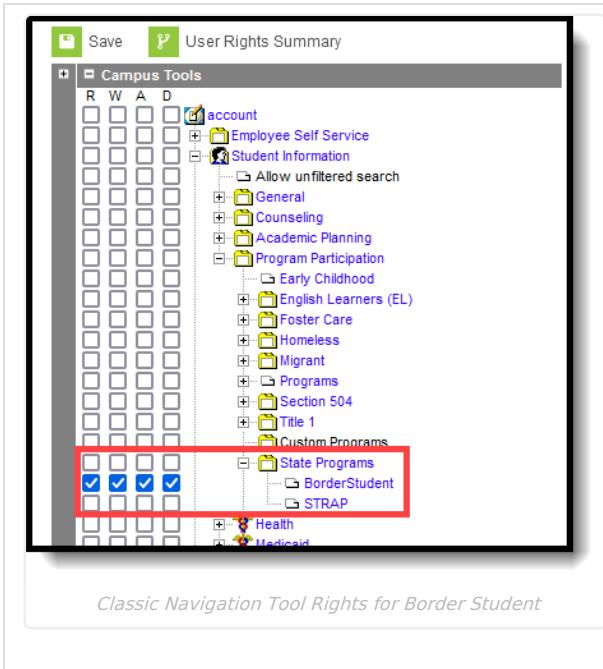 Save User Rights Summary
Campus Tools
R W A D
account
Employee Self Service
Student Information
Allow unfiltered search
General
Counseling
Academic Planning
Program Participation
Early Childhood
English Learners (EL)
Foster Care
Homeless
Migrant
Programs
Section 504
Title 1
Custom Programs
State Programs
BorderStudent
STRAP
Health
Medicaid
Classic Navigation Tool Rights for Border Student